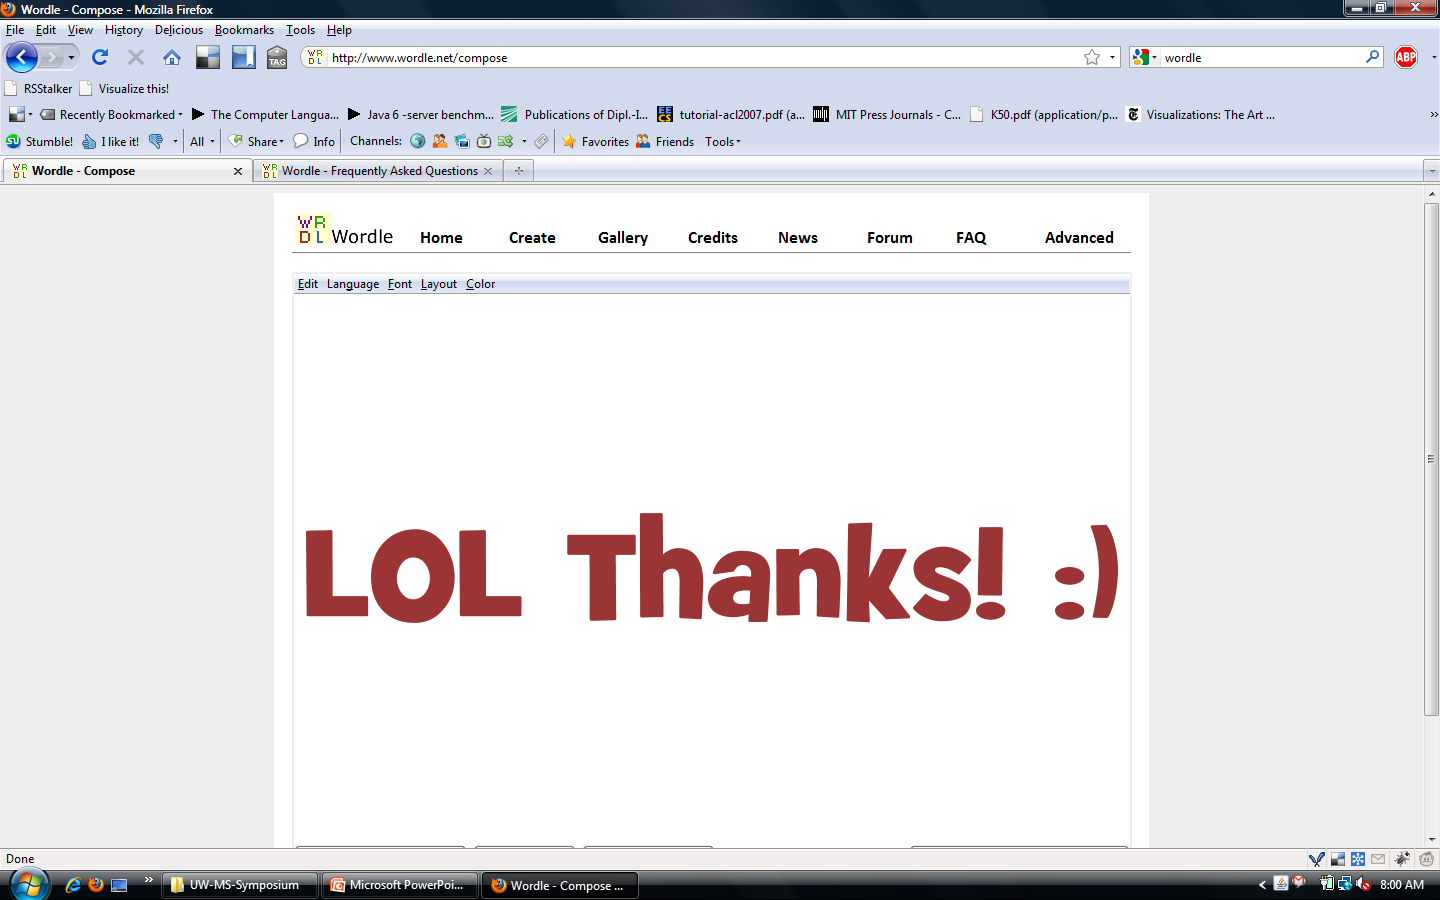 Wordle - Compose - Mozilla Firefox
File Edit View History Delicious Bookmarks Tools Help
TAG W R D L http://www.wordle.net/compose wordle ABP
RSStalker Visualize this!
Recently Bookmarked The Computer Langua... Java 6 -server benchm... Publications of Dipl.-I... EE CS tutorial-acl2007.pdf (a... MIT Press Journals - C... K50.pdf (application/p... T Visualizations: The Art ... »
Stumble! I like it! All Share Info Channels: Favorites Friends Tools
W R D L Wordle - Compose W R D L Wordle - Frequently Asked Questions
W R
D L Wordle Home Create Gallery Credits News Forum FAQ Advanced
Edit Language Font Layout Color
LOL Thanks! :)
Done
» UW-MS-Symposium Microsoft PowerPoi... Wordle - Compose ... < 8:00 AM